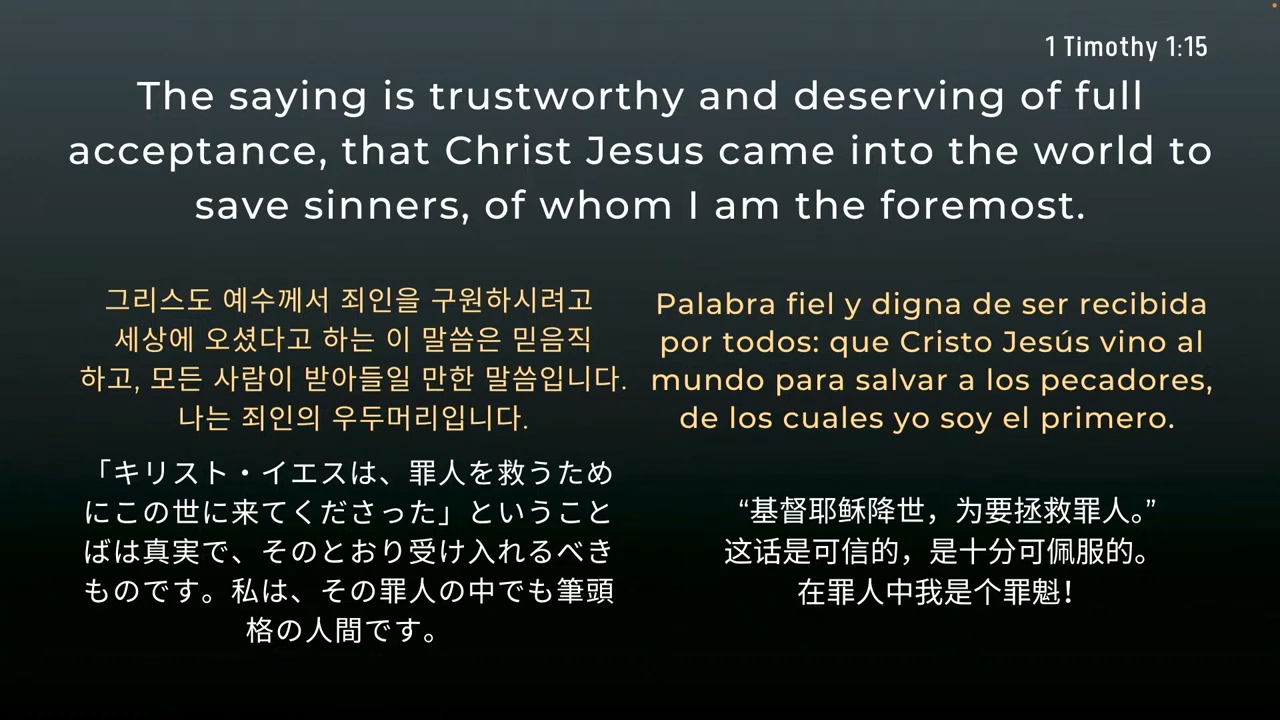 1 Timothy 1:15
The saying is trustworthy and deserving of full
acceptance, that Christ Jesus came into the world to
save sinners, of whom I am the foremost.
그리스도 예수께서 죄인을 구원하시려고
세상에 오셨다고 하는 이 말씀은 믿음직
하고, 모든 사람이 받아들일 만한 말씀입니다.
나는 죄인의 우두머리입니다.
Palabra fiel y digna de ser recibida
por todos: que Cristo Jesús vino al
mundo para salvar a los pecadores,
de los cuales yo soy el primero.
「キリスト・イエスは、罪人を救うため
にこの世に来てくださった」ということ
ばは真実で、そのとおり受け入れるべき
ものです。私は、その罪人の中でも筆頭
格の人間です。
“基督耶稣降世，为要拯救罪人。”
这话是可信的，是十分可佩服的。
在罪人中我是个罪魁！